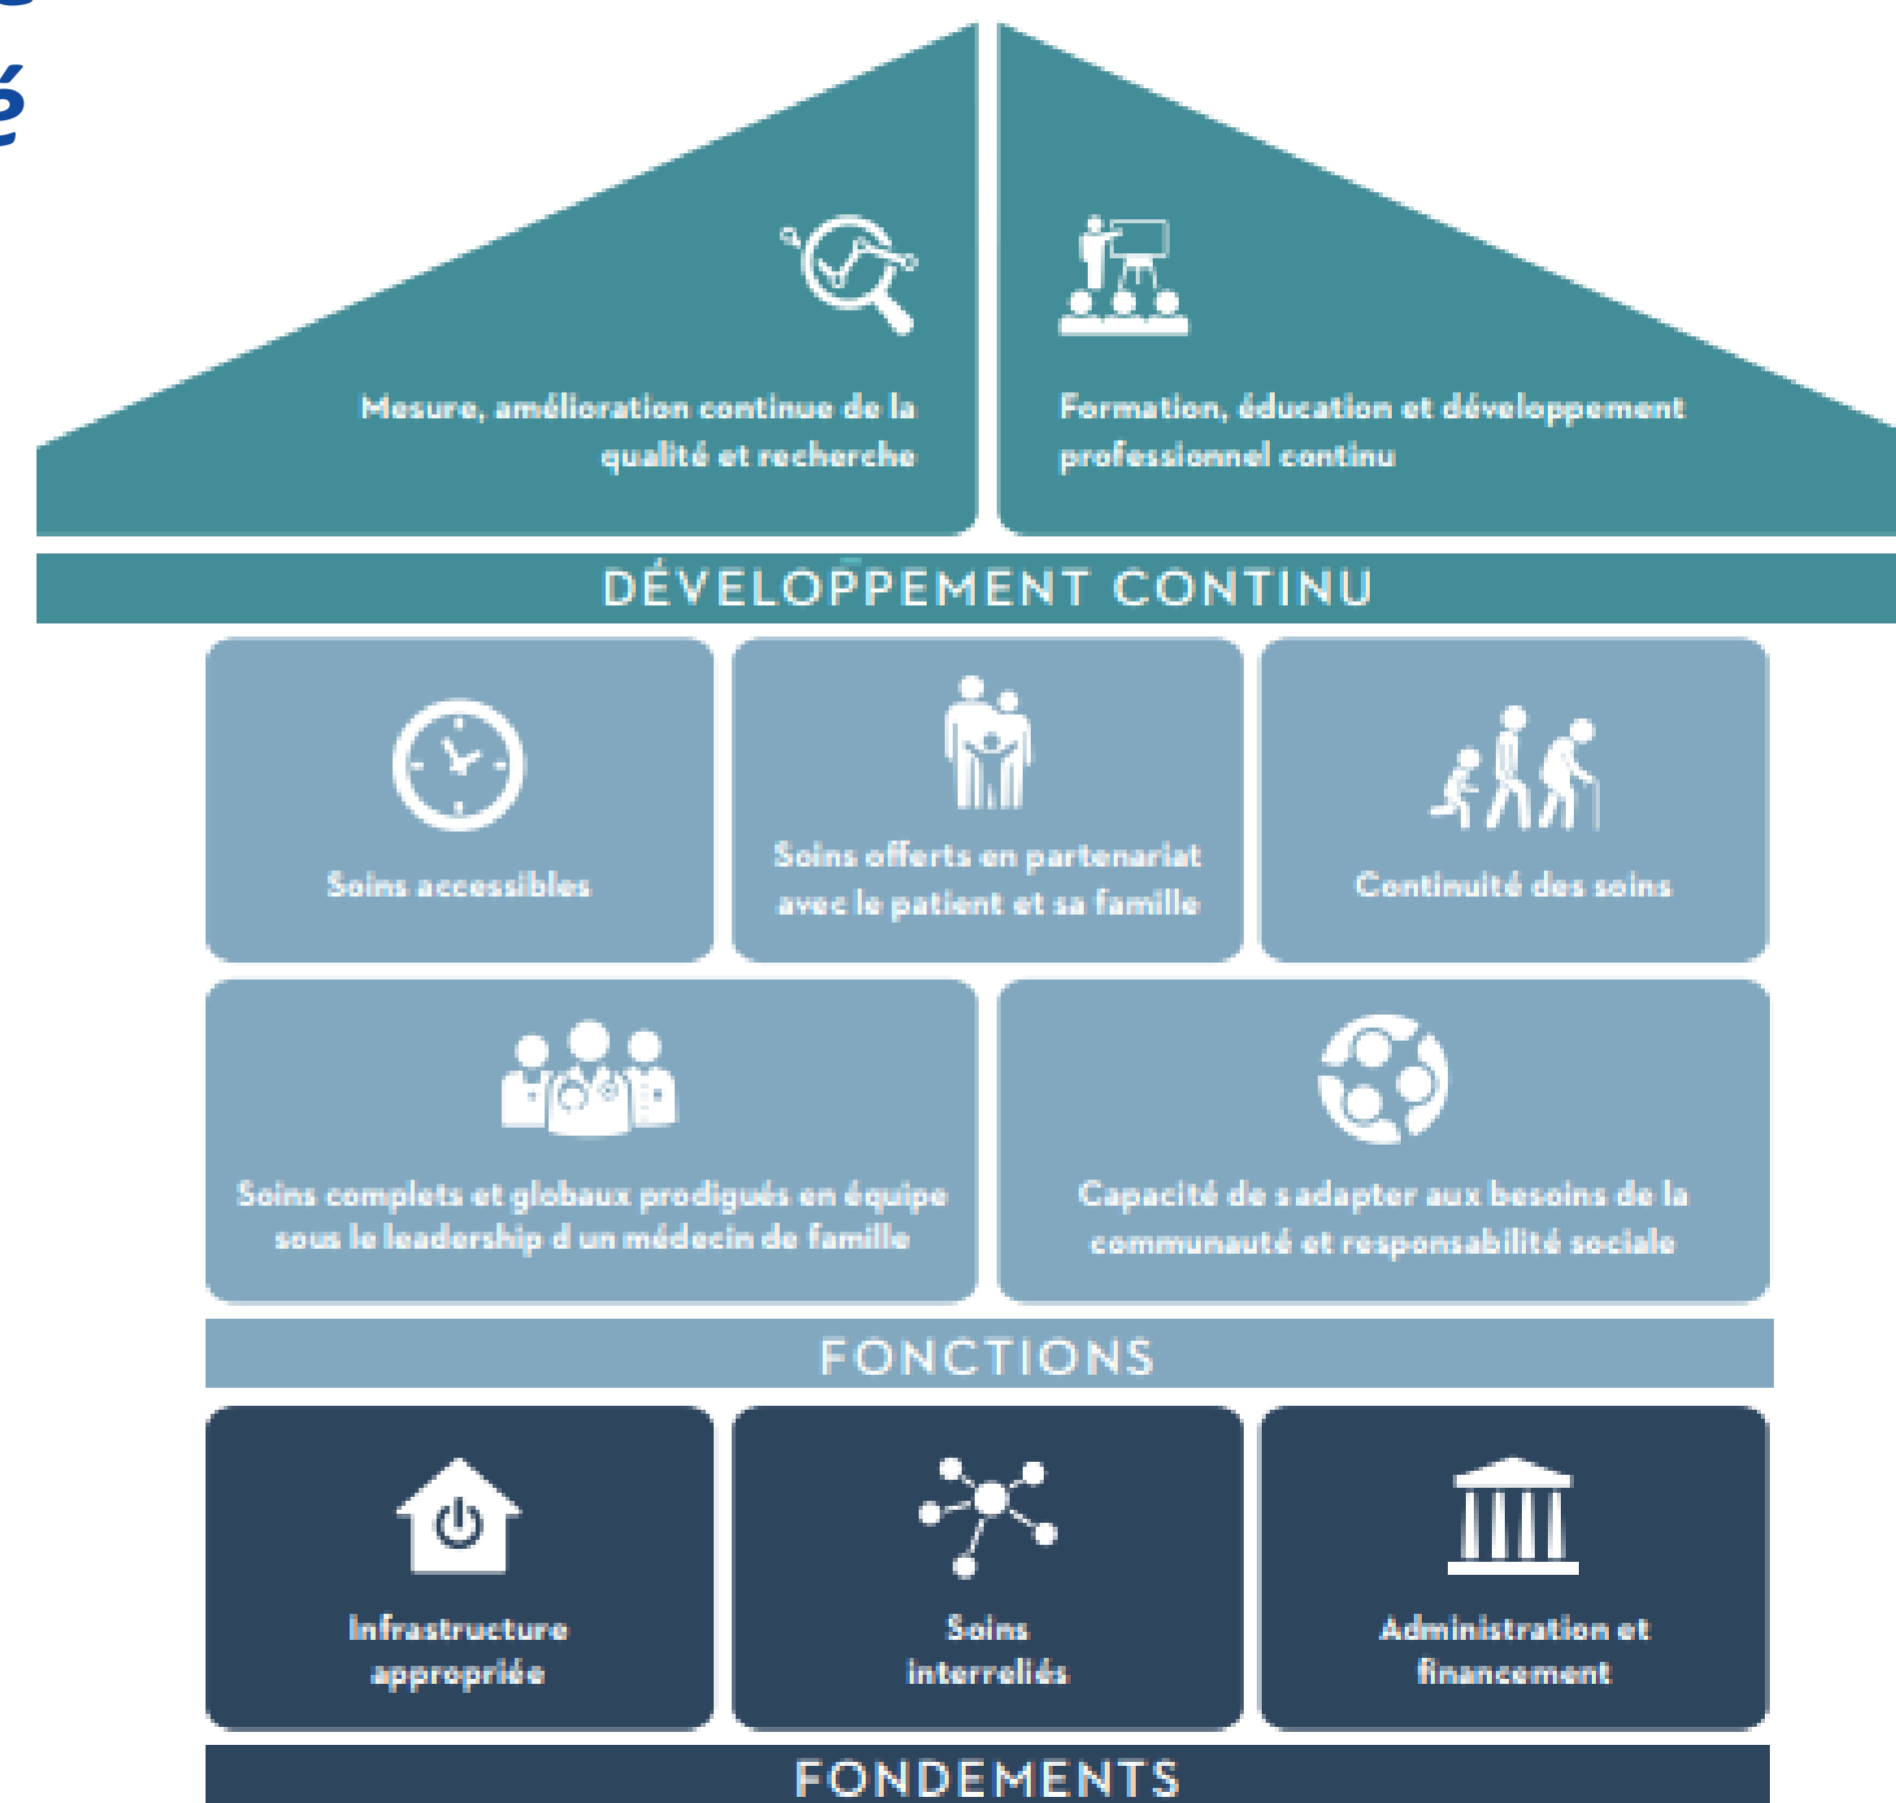 é
Mesure, amélioration continue de la
qualité et recherche
Formation, éducation et développement
professionnel continu
DÉVELOPPEMENT CONTINU
Soins accessibles
Soins offerts en partenariat
avec le patient et sa famille
Continuité des soins
Soins complets et globaux prodigués en équipe
sous le leadership d un médecin de famille
Capacité de s adapter aux besoins de la
communauté et responsabilité sociale
FONCTIONS
Infrastructure
appropriée
Soins
interreliés
Administration et
financement
FONDEMENTS